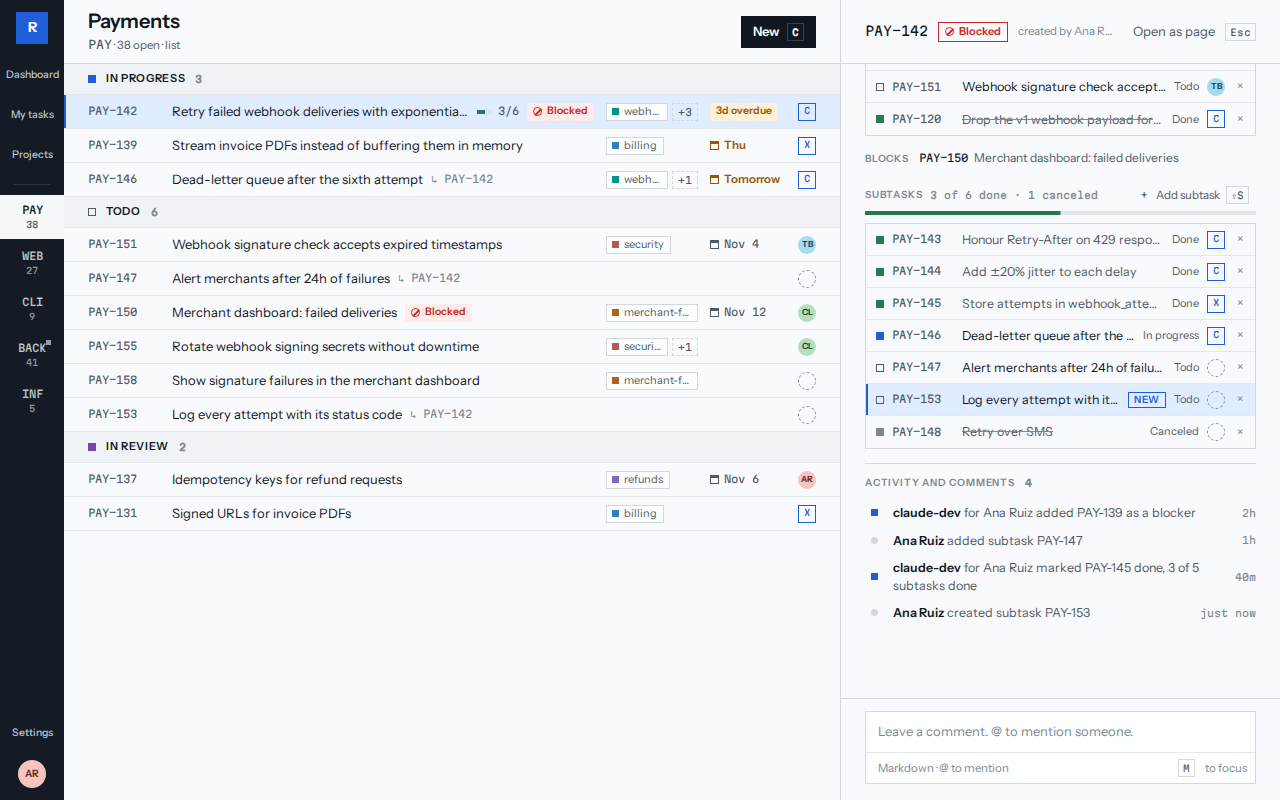 R
Dashboard
My tasks
Projects
PAY
38
WEB
27
CLI
9
BACK
41
INF
5
Settings
AR
Payments
PAY · 38 open · list
New C
IN PROGRESS 3
PAY-142 Retry failed webhook deliveries with exponentia… 3/6 Blocked webh… +3 3d overdue C
PAY-139 Stream invoice PDFs instead of buffering them in memory billing Thu X
PAY-146 Dead-letter queue after the sixth attempt ↳ PAY-142 webh… +1 Tomorrow C
TODO 6
PAY-151 Webhook signature check accepts expired timestamps security Nov 4 TB
PAY-147 Alert merchants after 24h of failures ↳ PAY-142
PAY-150 Merchant dashboard: failed deliveries Blocked merchant-f… Nov 12 CL
PAY-155 Rotate webhook signing secrets without downtime securi… +1 CL
PAY-158 Show signature failures in the merchant dashboard merchant-f…
PAY-153 Log every attempt with its status code ↳ PAY-142
IN REVIEW 2
PAY-137 Idempotency keys for refund requests refunds Nov 6 AR
PAY-131 Signed URLs for invoice PDFs billing X
PAY-142 Blocked created by Ana R… Open as page Esc
PAY-151 Webhook signature check accept… Todo TB ×
PAY-120 Drop the v1 webhook payload for… Done C ×
BLOCKS PAY-150 Merchant dashboard: failed deliveries
SUBTASKS 3 of 6 done · 1 canceled + Add subtask ⇧S
PAY-143 Honour Retry-After on 429 respo… Done C ×
PAY-144 Add ±20% jitter to each delay Done C ×
PAY-145 Store attempts in webhook_atte… Done X ×
PAY-146 Dead-letter queue after the … In progress C ×
PAY-147 Alert merchants after 24h of failu… Todo ×
PAY-153 Log every attempt with it… NEW Todo ×
PAY-148 Retry over SMS Canceled ×
ACTIVITY AND COMMENTS 4
claude-dev for Ana Ruiz added PAY-139 as a blocker 2h
Ana Ruiz added subtask PAY-147 1h
claude-dev for Ana Ruiz marked PAY-145 done, 3 of 5
subtasks done 40m
Ana Ruiz created subtask PAY-153 just now
Leave a comment. @ to mention someone.
Markdown · @ to mention M to focus